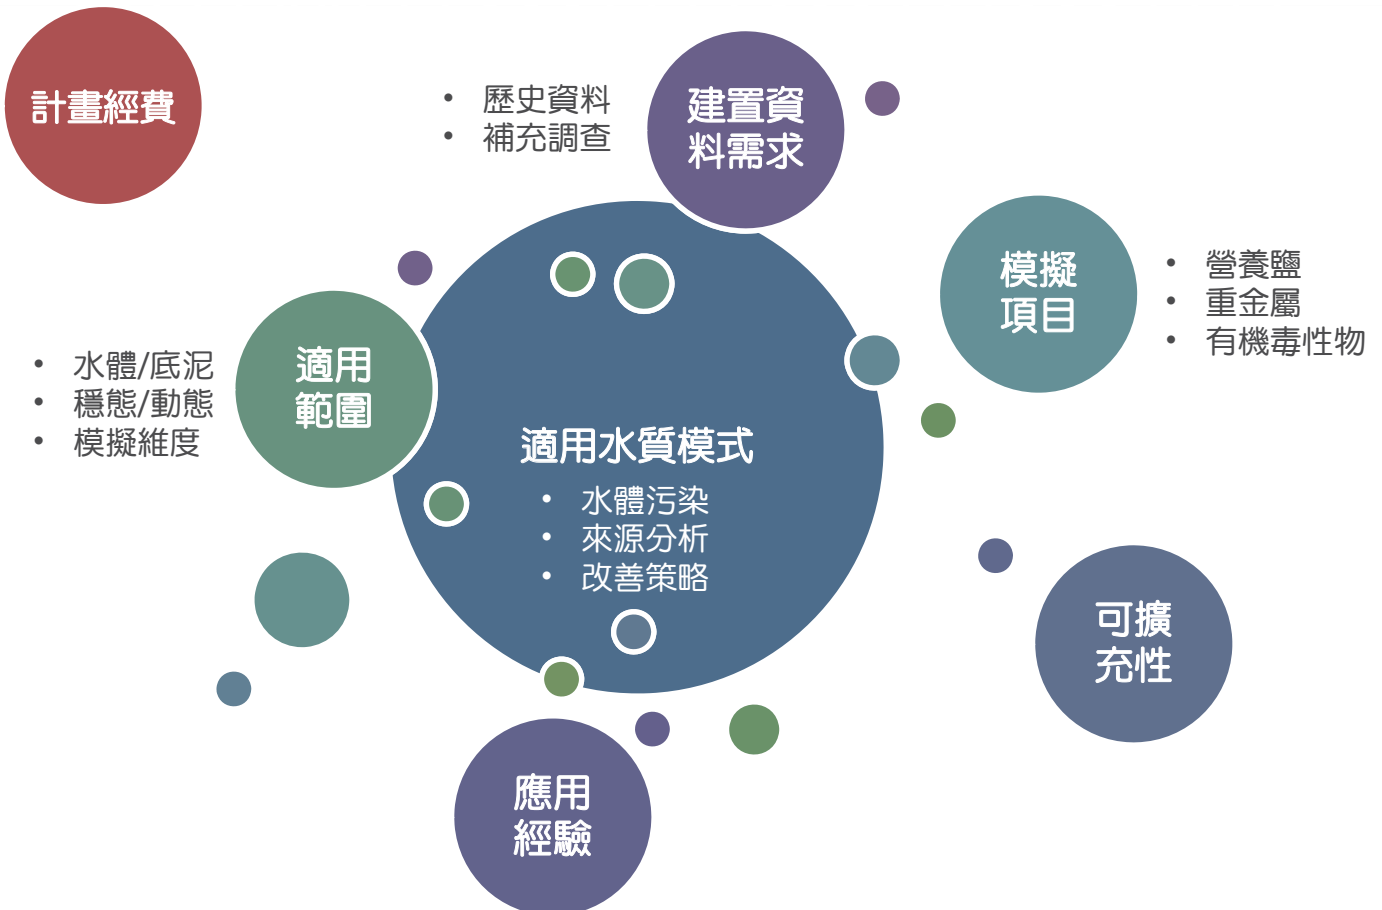 計畫經費
• 歷史資料
• 補充調查
建置資
料需求
模擬
項目
• 營養鹽
• 重金屬
• 有機毒性物
適用
範圍
• 水體/底泥
• 穩態/動態
• 模擬維度
適用水質模式
• 水體污染
• 來源分析
• 改善策略
可擴
充性
應用
經驗